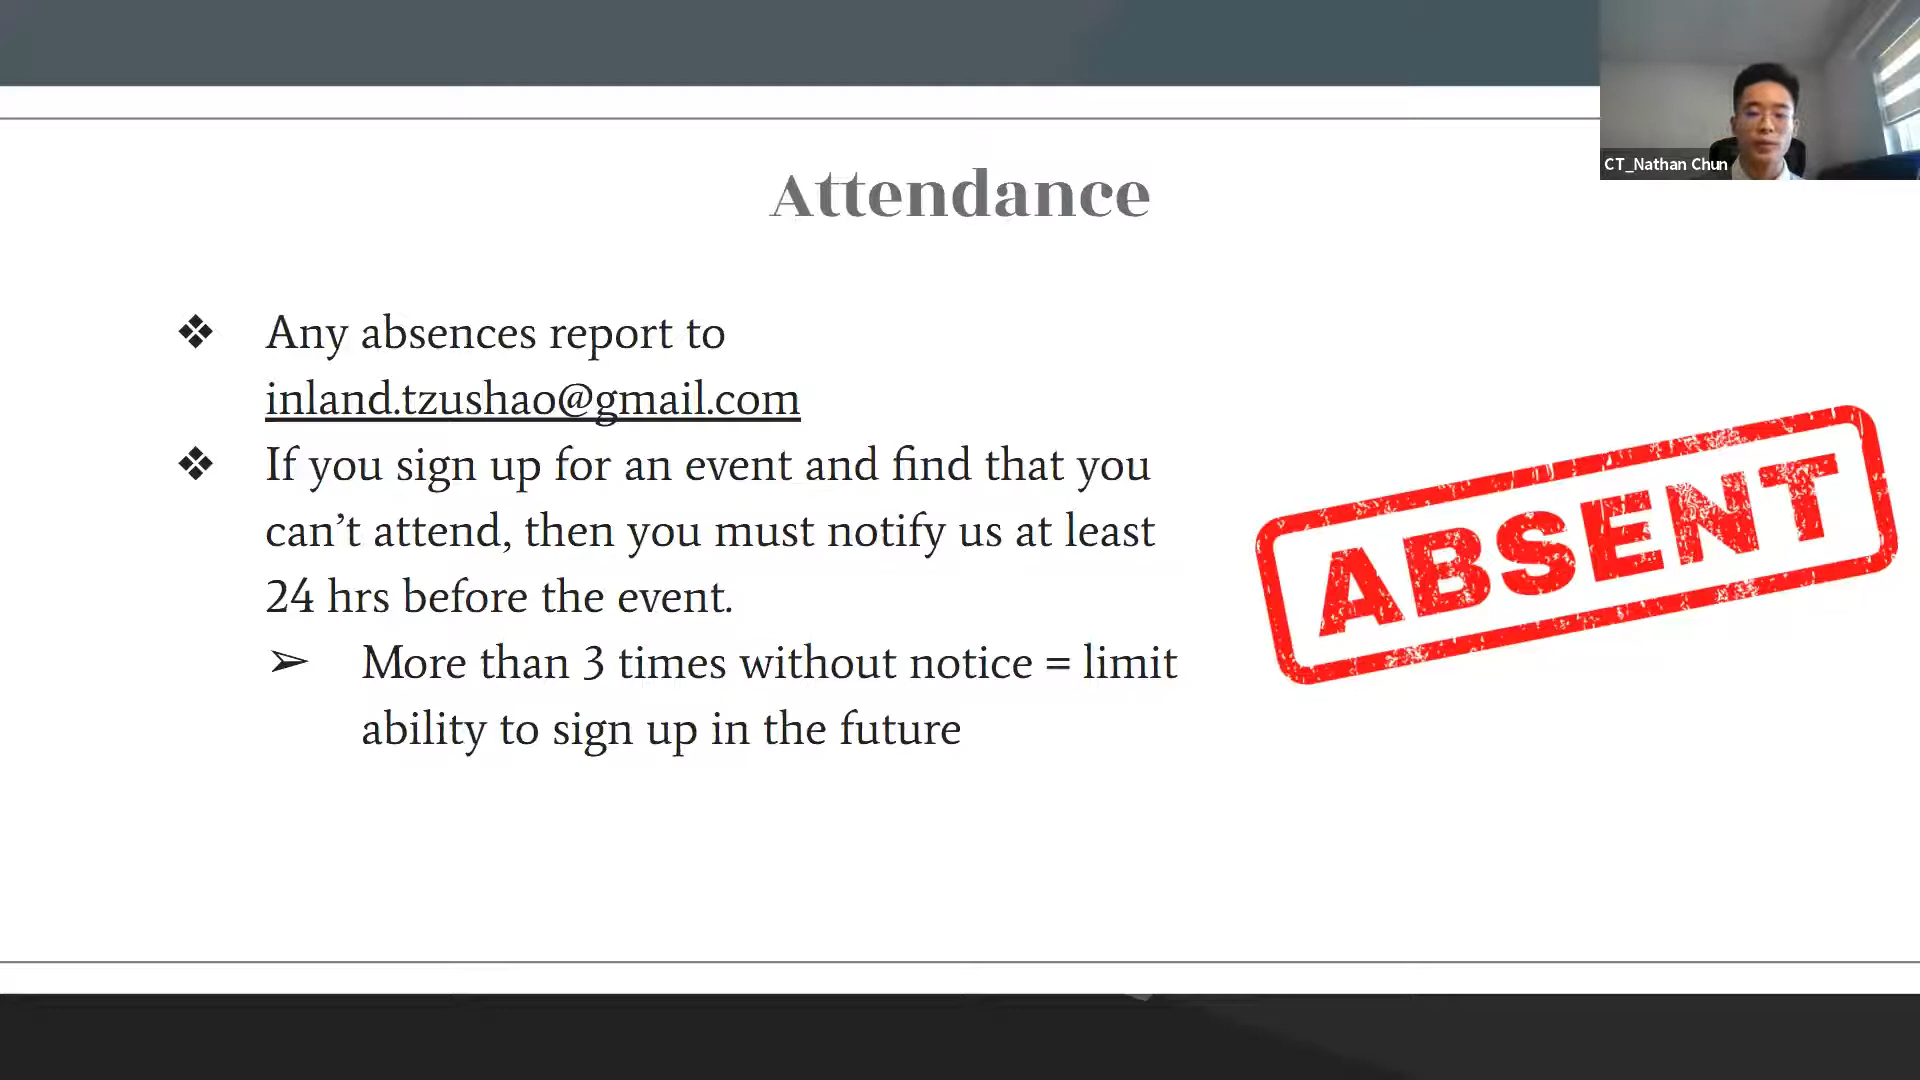 CT_Nathan Chun
Attendance
❖ Any absences report to
inland.tzushao@gmail.com
❖ If you sign up for an event and find that you
can’t attend, then you must notify us at least
24 hrs before the event.
➢ More than 3 times without notice = limit
ability to sign up in the future
ABSENT